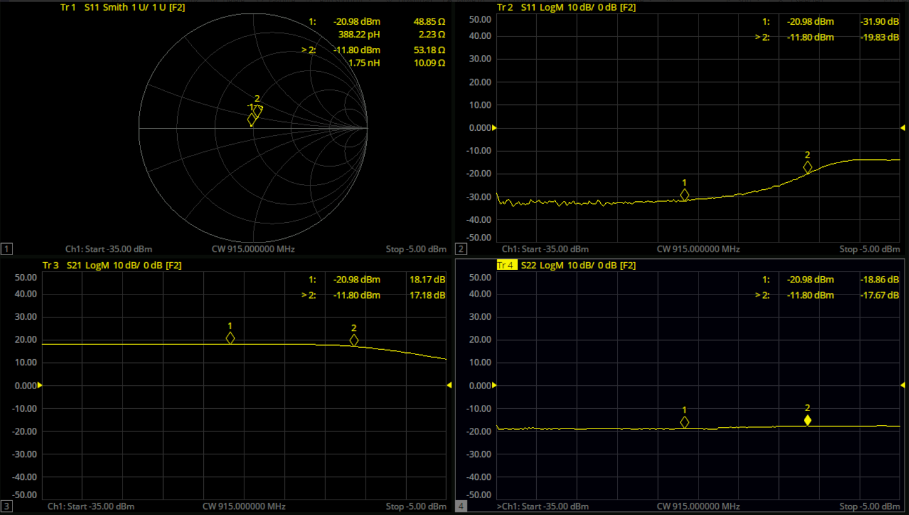 Tr 1 S11 Smith 1 U/ 1 U [F2]
1: -20.98 dBm 48.85 Ω
388.22 pH 2.23 Ω
> 2: -11.80 dBm 53.18 Ω
1.75 nH 10.09 Ω
1
2
1 Ch1: Start -35.00 dBm CW 915.000000 MHz Stop -5.00 dBm
Tr 2 S11 LogM 10 dB/ 0 dB [F2]
1: -20.98 dBm -31.90 dB
> 2: -11.80 dBm -19.83 dB
50.00
40.00
30.00
20.00
10.00
0.000
-10.00
-20.00
-30.00
-40.00
-50.00
1
2
2 Ch1: Start -35.00 dBm CW 915.000000 MHz Stop -5.00 dBm
Tr 3 S21 LogM 10 dB/ 0 dB [F2]
1: -20.98 dBm 18.17 dB
> 2: -11.80 dBm 17.18 dB
50.00
40.00
30.00
20.00
10.00
0.000
-10.00
-20.00
-30.00
-40.00
-50.00
1
2
3 Ch1: Start -35.00 dBm CW 915.000000 MHz Stop -5.00 dBm
Tr 4 S22 LogM 10 dB/ 0 dB [F2]
1: -20.98 dBm -18.86 dB
> 2: -11.80 dBm -17.67 dB
50.00
40.00
30.00
20.00
10.00
0.000
-10.00
-20.00
-30.00
-40.00
-50.00
1
2
4 >Ch1: Start -35.00 dBm CW 915.000000 MHz Stop -5.00 dBm